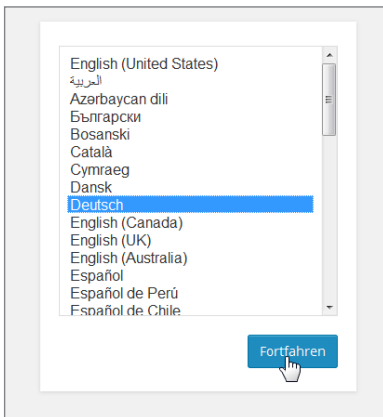 English (United States)
العربية
Azərbaycan dili
Български
Bosanski
Català
Cymraeg
Dansk
Deutsch
English (Canada)
English (UK)
English (Australia)
Español
Español de Perú
Español de Chile
Fortfahren